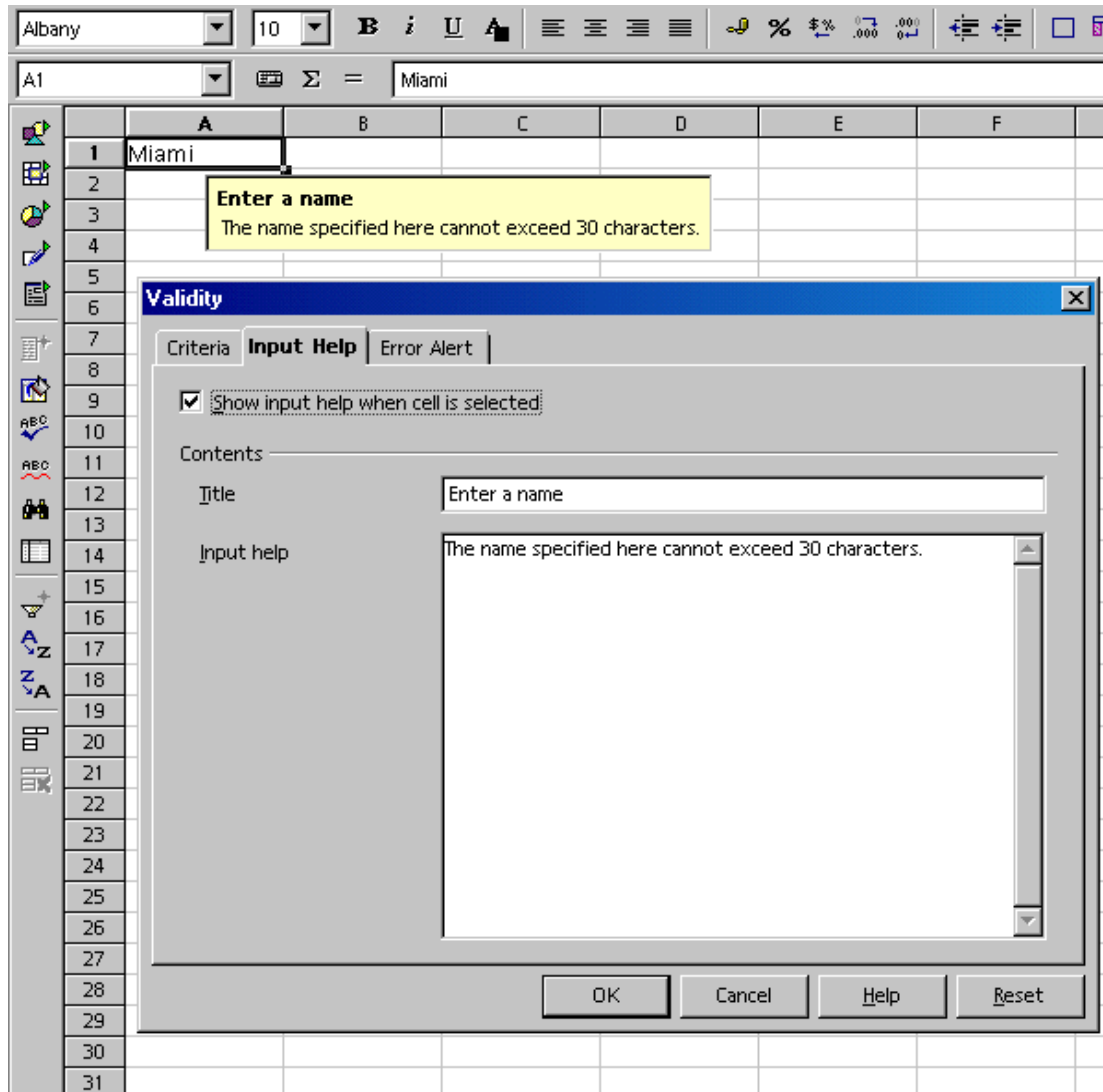 Albany 10 B i U A % $% .000 .000
A1 Σ = Miami
A B C D E F
1 Miami
2
Enter a name
3
The name specified here cannot exceed 30 characters.
4
5
6
Validity
7
Criteria Input Help Error Alert
8
9
Show input help when cell is selected
ABC
10
Contents
11
ABC
12
Title Enter a name
13
14
Input help The name specified here cannot exceed 30 characters.
15
16
A
Z
17
Z
A
18
19
20
21
22
23
24
25
26
27
28
OK Cancel Help Reset
29
30
31